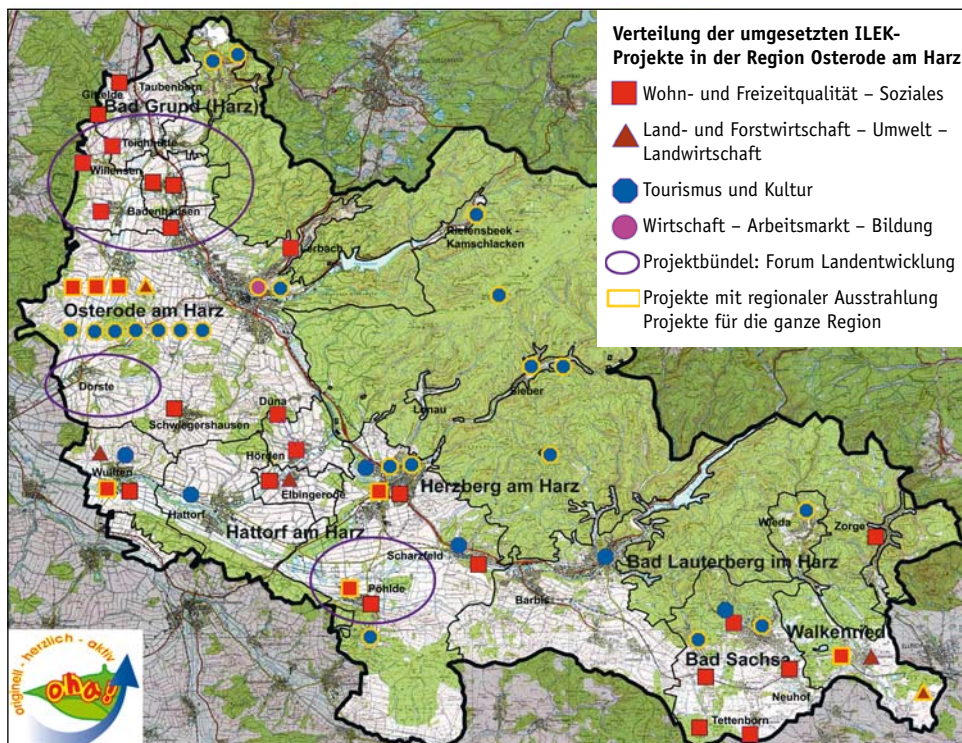 Verteilung der umgesetzten ILEK-
Projekte in der Region Osterode am Harz
Wohn- und Freizeitqualität – Soziales
Land- und Forstwirtschaft – Umwelt –
Landwirtschaft
Tourismus und Kultur
Wirtschaft – Arbeitsmarkt – Bildung
Projektbündel: Forum Landentwicklung
Projekte mit regionaler Ausstrahlung
Projekte für die ganze Region
Taubenborn
Gittelde
Bad Grund (Harz)
Teichhütte
Willensen
Badenhausen
Lerbach
Riefensbeek -
Kamschlacken
Osterode am Harz
Dorste
Sieber
Lonau
Düna
Schwiegershausen
Hörden
Wulften
Elbingerode
Herzberg am Harz
Hattorf
Hattorf am Harz
Wieda
Zorge
Scharzfeld
Bad Lauterberg im Harz
Pöhlde
Barbis
Walkenried
Bad Sachsa
Neuhof
Tettenborn
originell - herzlich - aktiv
oha!